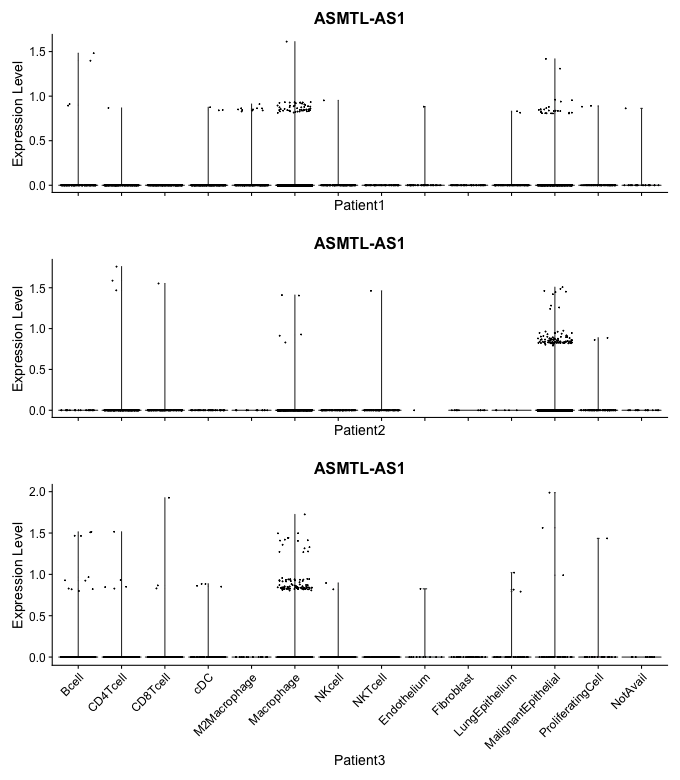 ASMTL-AS1
Expression Level
1.5
1.0
0.5
0.0
Patient1
ASMTL-AS1
Expression Level
1.5
1.0
0.5
0.0
Patient2
ASMTL-AS1
Expression Level
2.0
1.5
1.0
0.5
0.0
Bcell
CD4Tcell
CD8Tcell
cDC
M2Macrophage
Macrophage
NKcell
NKTcell
Endothelium
Fibroblast
LungEpithelium
MalignantEpithelial
ProliferatingCell
NotAvail
Patient3